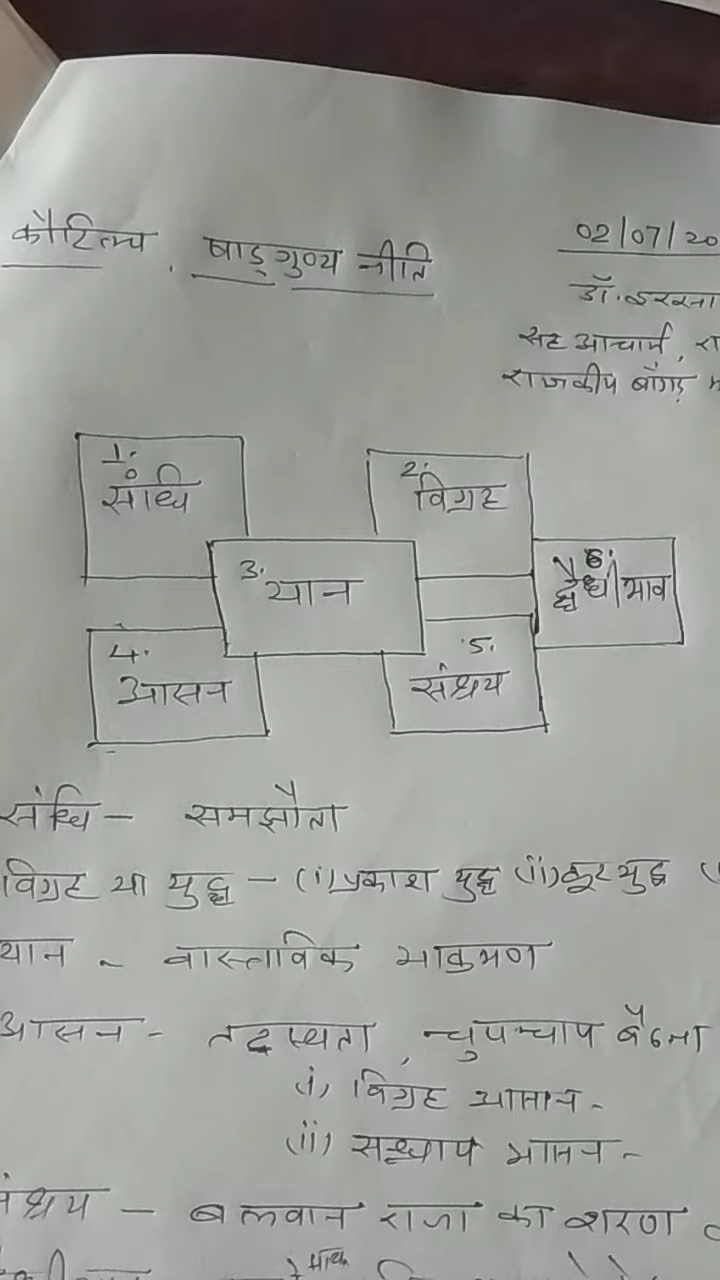 कौटिल्य . षाड्गुण्य नीति
02/07/20
डॉ.
सह आचार्य, रा
राजकीय बाँगड़ म
1. संधि
2. विग्रह
3. यान
6. द्वैधीभाव
4. आसन
5. संश्रय
संधि - समझौता
विग्रह या युद्ध - (i) प्रकाश युद्ध (ii) कूट युद्ध (
यान - वास्तविक आक्रमण
आसन - तटस्थता, चुपचाप बैठना
(i) विग्रह आसन -
(ii) सन्धाय आसन -
संश्रय - बलवान राजा का शरण